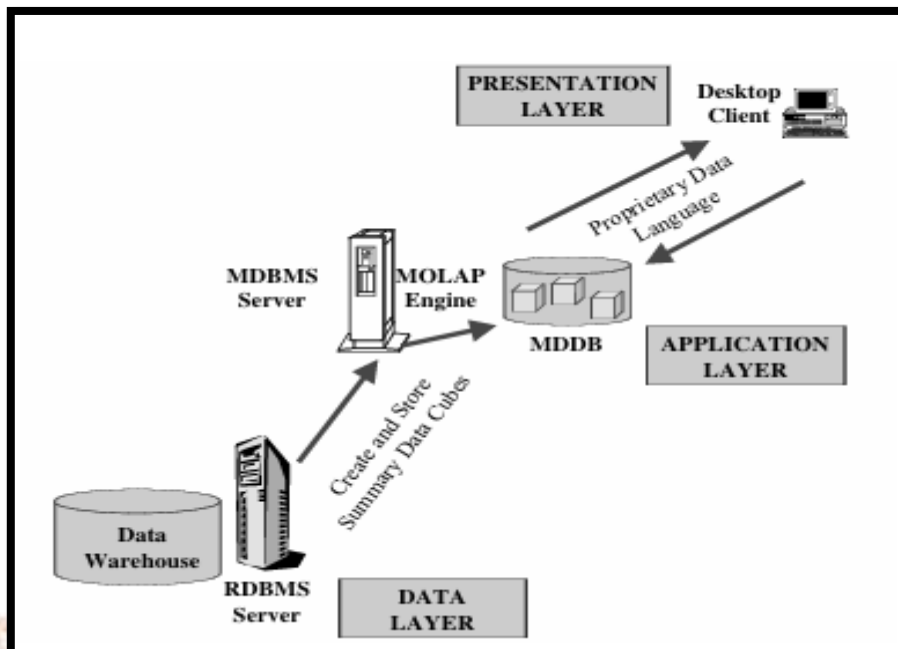 PRESENTATION
LAYER
Desktop
Client
Proprietary Data
Language
MDBMS
Server
MOLAP
Engine
MDDB
APPLICATION
LAYER
Create and Store
Summary Data Cubes
Data
Warehouse
RDBMS
Server
DATA
LAYER